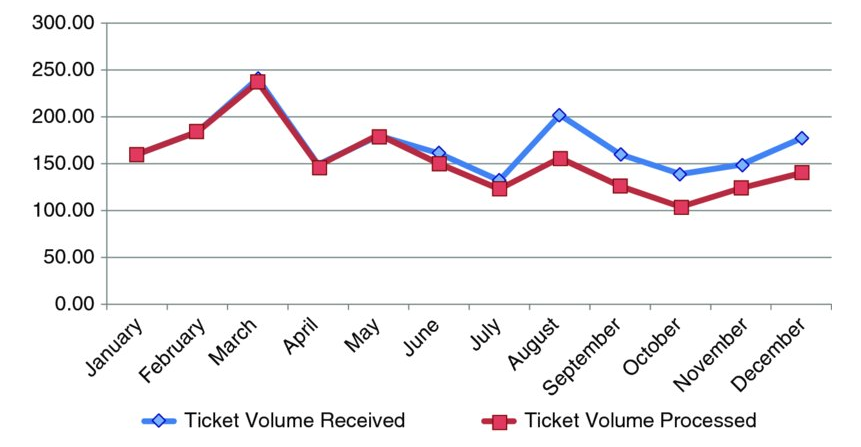 300.00
250.00
200.00
150.00
100.00
50.00
0.00
January
February
March
April
May
June
July
August
September
October
November
December
Ticket Volume Received
Ticket Volume Processed